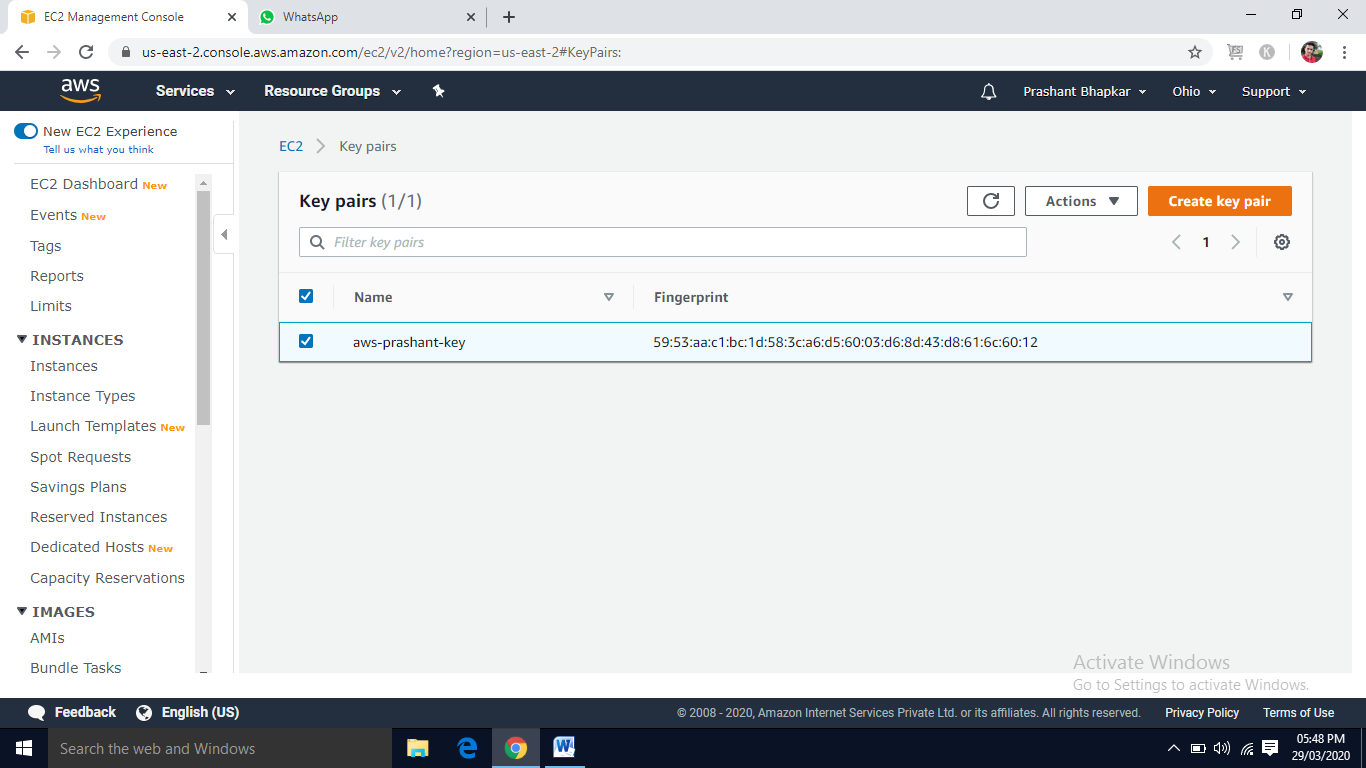 EC2 Management Console
WhatsApp
us-east-2.console.aws.amazon.com/ec2/v2/home?region=us-east-2#KeyPairs:
K
aws
Services
Resource Groups
Prashant Bhapkar
Ohio
Support
New EC2 Experience
Tell us what you think
EC2 Dashboard New
Events New
Tags
Reports
Limits
INSTANCES
Instances
Instance Types
Launch Templates New
Spot Requests
Savings Plans
Reserved Instances
Dedicated Hosts New
Capacity Reservations
IMAGES
AMIs
Bundle Tasks
EC2 Key pairs
Key pairs (1/1)
Actions
Create key pair
Filter key pairs
1
Name Fingerprint
aws-prashant-key 59:53:aa:c1:bc:1d:58:3c:a6:d5:60:03:d6:8d:43:d8:61:6c:60:12
Activate Windows
Go to Settings to activate Windows.
Feedback
English (US)
© 2008 - 2020, Amazon Internet Services Private Ltd. or its affiliates. All rights reserved.
Privacy Policy
Terms of Use
Search the web and Windows
05:48 PM
29/03/2020